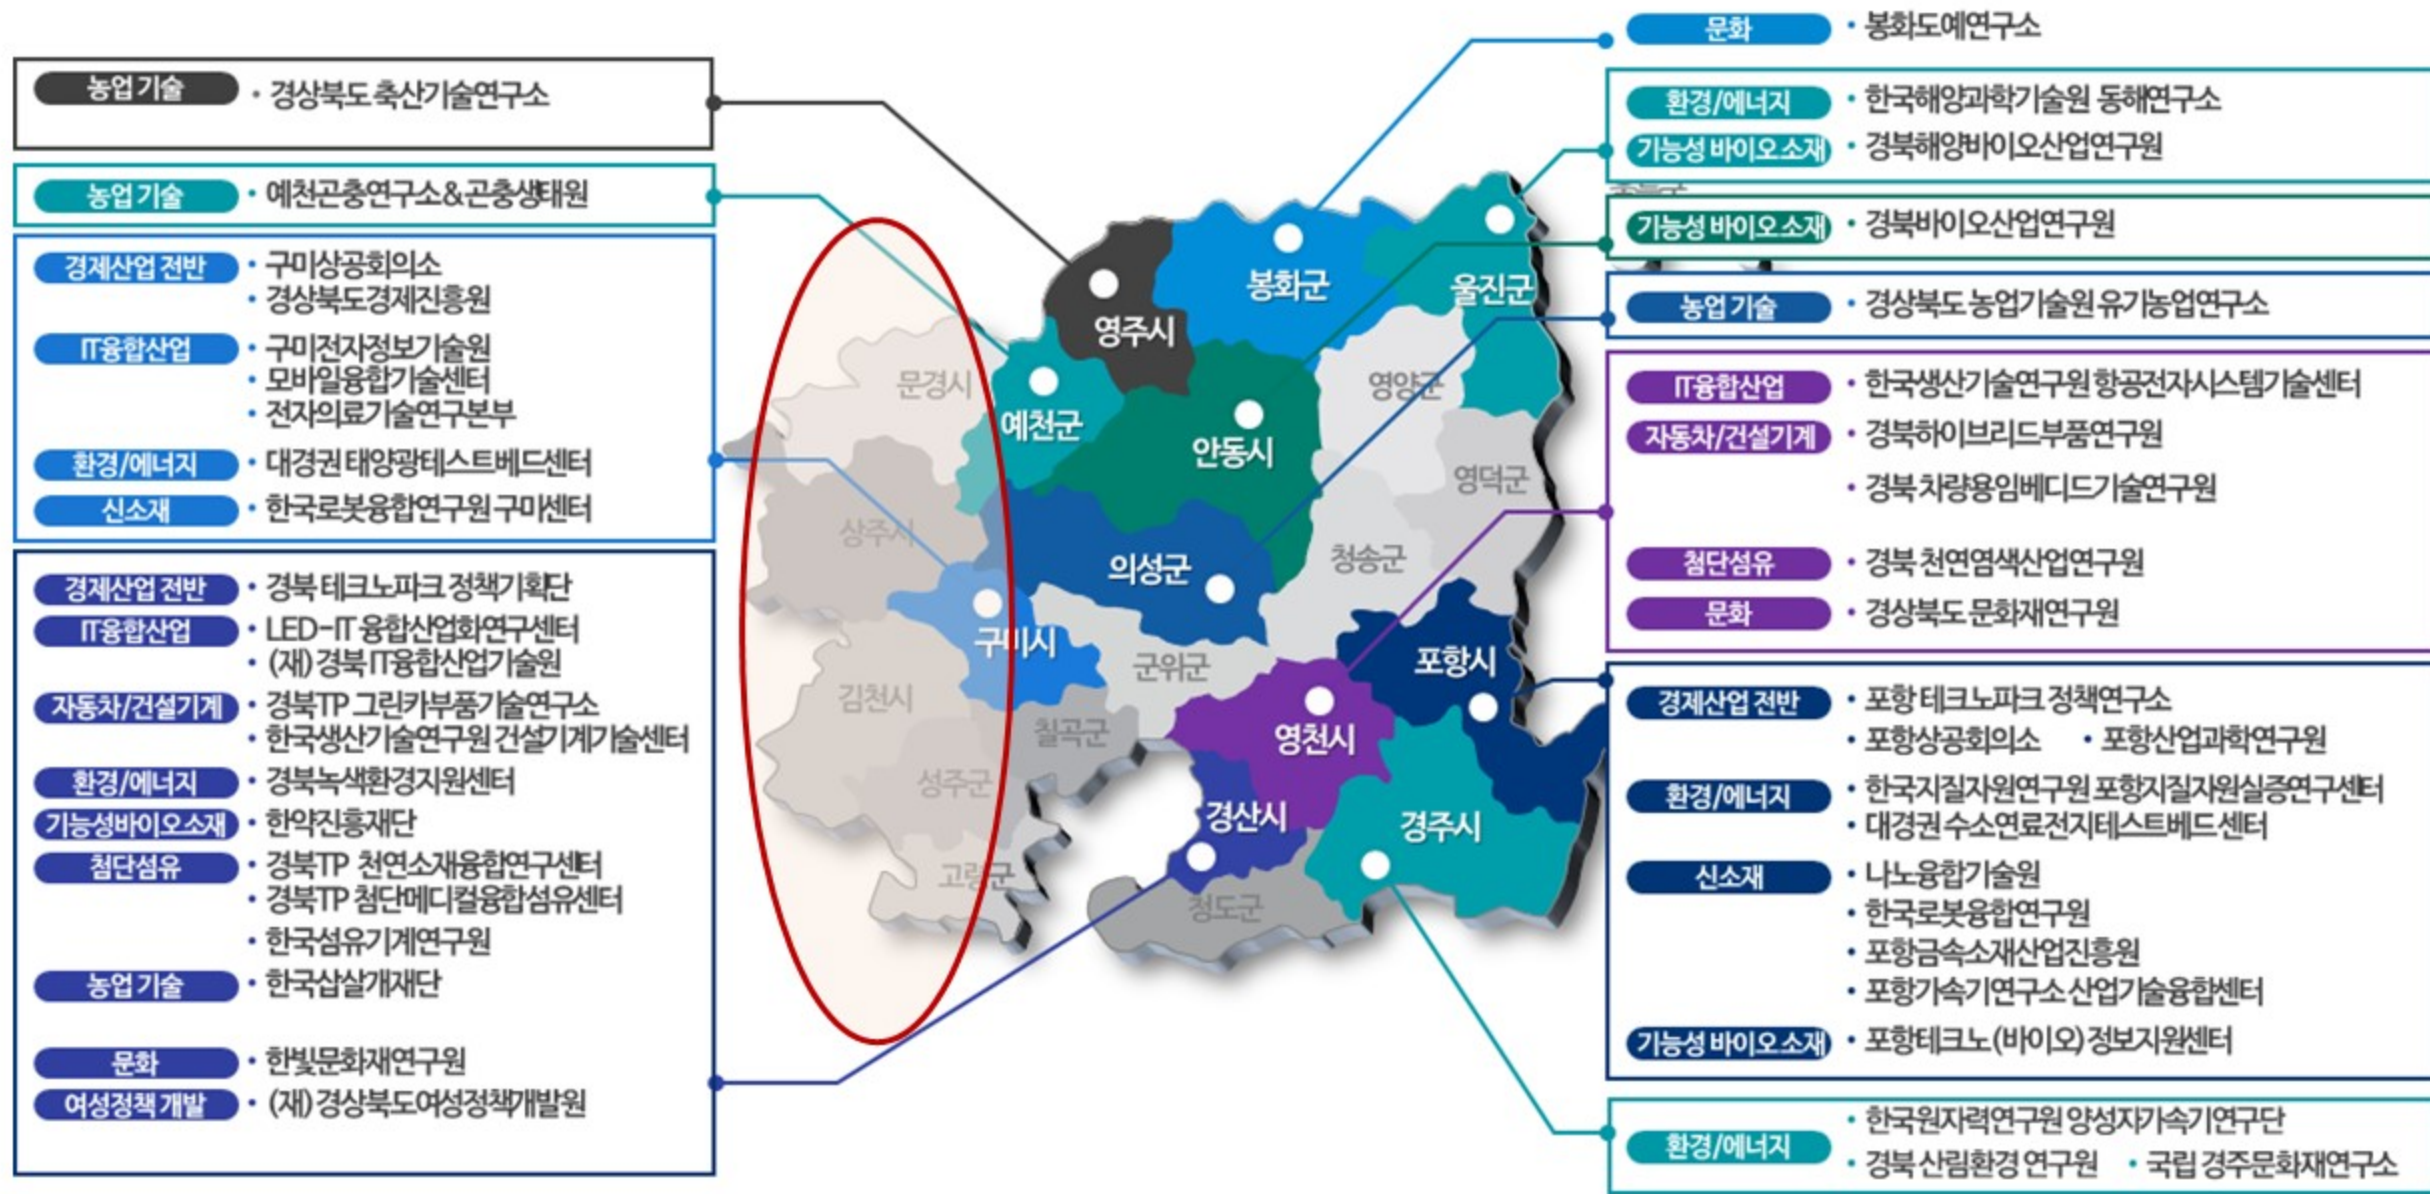 농업 기술 · 경상북도 축산기술연구소
농업 기술 · 예천곤충연구소&곤충생태원
경제산업 전반 · 구미상공회의소
· 경상북도경제진흥원
IT융합산업 · 구미전자정보기술원
· 모바일융합기술센터
· 전자의료기술연구본부
환경/에너지 · 대경권 태양광테스트베드센터
신소재 · 한국로봇융합연구원 구미센터
경제산업 전반 · 경북 테크노파크 정책기획단
IT융합산업 · LED-IT 융합산업화연구센터
· (재) 경북 IT융합산업기술원
자동차/건설기계 · 경북TP 그린카부품기술연구소
· 한국생산기술연구원 건설기계기술센터
환경/에너지 · 경북녹색환경지원센터
기능성바이오소재 · 한약진흥재단
첨단섬유 · 경북TP 천연소재융합연구센터
· 경북TP 첨단메디컬융합섬유센터
· 한국섬유기계연구원
농업 기술 · 한국삽살개재단
문화 · 한빛문화재연구원
여성정책 개발 · (재) 경상북도여성정책개발원
봉화군
울진군
영주시
문경시
영양군
예천군
안동시
영덕군
상주시
의성군
청송군
구미시
군위군
포항시
김천시
칠곡군
영천시
성주군
경산시
경주시
고령군
청도군
문화 · 봉화도예연구소
환경/에너지 · 한국해양과학기술원 동해연구소
기능성 바이오소재 · 경북해양바이오산업연구원
기능성 바이오소재 · 경북바이오산업연구원
농업 기술 · 경상북도 농업기술원 유기농업연구소
IT융합산업 · 한국생산기술연구원 항공전자시스템기술센터
자동차/건설기계 · 경북하이브리드부품연구원
· 경북 차량용임베디드기술연구원
첨단섬유 · 경북 천연염색산업연구원
문화 · 경상북도 문화재연구원
경제산업 전반 · 포항 테크노파크 정책연구소
· 포항상공회의소 · 포항산업과학연구원
환경/에너지 · 한국지질자원연구원 포항지질자원실증연구센터
· 대경권 수소연료전지테스트베드 센터
신소재 · 나노융합기술원
· 한국로봇융합연구원
· 포항금속소재산업진흥원
· 포항가속기연구소 산업기술융합센터
기능성 바이오소재 · 포항테크노(바이오) 정보지원센터
환경/에너지 · 한국원자력연구원 양성자가속기연구단
· 경북 산림환경 연구원 · 국립 경주문화재연구소